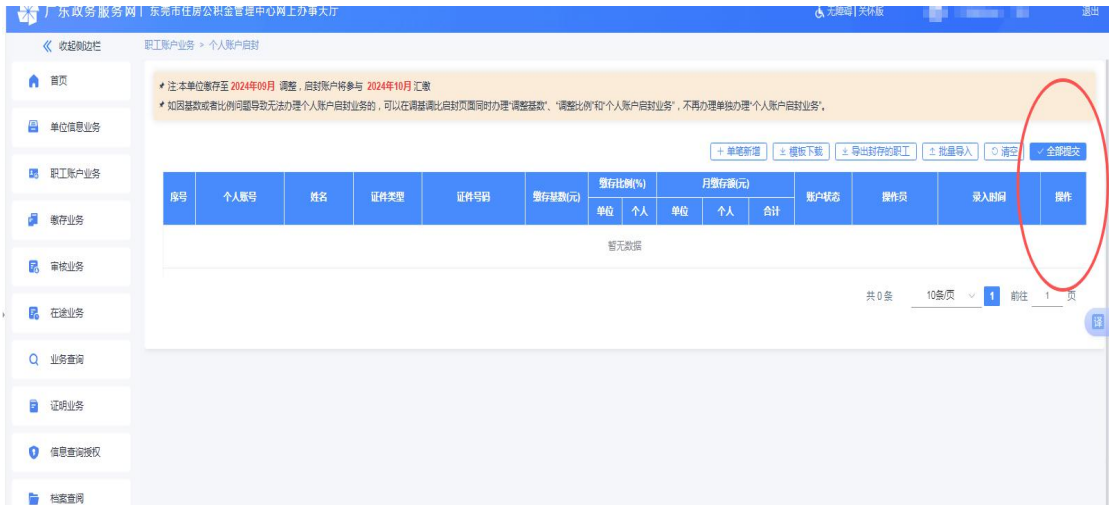 广东政务服务网 | 东莞市住房公积金管理中心网上办事大厅
无障碍 | 关怀版
退出
收起侧边栏
职工账户业务 > 个人账户启封
首页
单位信息业务
职工账户业务
缴存业务
审核业务
在途业务
业务查询
证明业务
信息查询授权
档案查阅
注:本单位缴存至 2024年09月 调整，启封账户将参与 2024年10月 汇缴
如因基数或者比例问题导致无法办理个人账户启封业务的，可以在调基调比启封页面同时办理“调整基数”、“调整比例”和“个人账户启封业务”，不再办理单独办理“个人账户启封业务”。
+ 单笔新增 模板下载 导出封存的职工 批量导入 清空 全部提交
序号 个人账号 姓名 证件类型 证件号码 缴存基数(元) 缴存比例(%) 月缴存额(元) 账户状态 操作员 录入时间 操作
单位 个人 单位 个人 合计
暂无数据
共 0 条 10条/页 1 前往 1 页
译